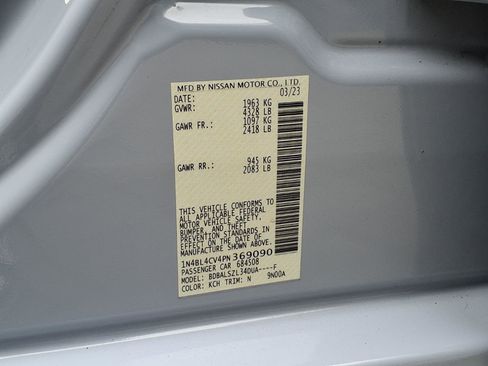 MFD BY NISSAN MOTOR CO., LTD.
DATE: 03/23
GVWR: 1963 KG
4328 LB
GAWR FR.: 1097 KG
2418 LB
GAWR RR.: 945 KG
2083 LB
THIS VEHICLE CONFORMS TO
ALL APPLICABLE FEDERAL
MOTOR VEHICLE SAFETY,
BUMPER, AND THEFT
PREVENTION STANDARDS
IN EFFECT ON THE DATE OF
MANUFACTURE SHOWN ABOVE.
1N4BL4CV4PN369090
PASSENGER CAR 684508
MODEL: BDBALSZL34DUA----F
COLOR: KCH TRIM: N 9N00A